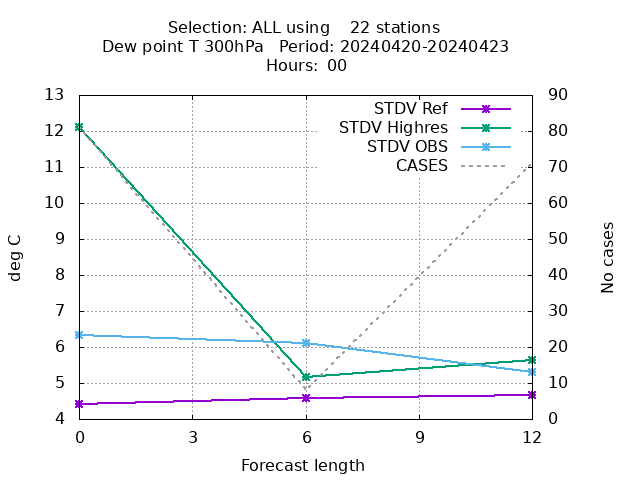 Selection: ALL using    22 stations
Dew point T 300hPa   Period: 20240420-20240423
Hours:  00
13
12
11
10
9
8
7
6
5
4
90
80
70
60
50
40
30
20
10
0
STDV Ref
STDV Highres
STDV OBS
CASES
deg C
No cases
0
3
6
9
12
Forecast length